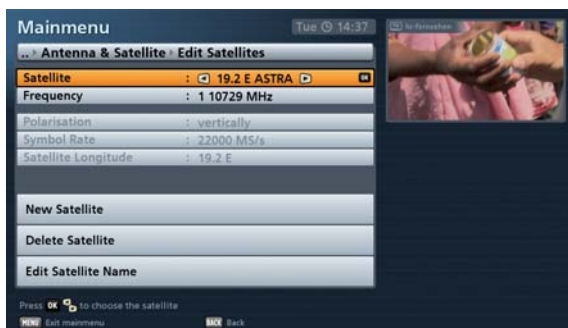 Mainmenu
Tue 14:37
.. Antenna & Satellite Edit Satellites
Satellite : 19.2 E ASTRA OK
Frequency : 1 10729 MHz
Polarisation : vertically
Symbol Rate : 22000 MS/s
Satellite Longitude : 19.2 E
New Satellite
Delete Satellite
Edit Satellite Name
Press OK to choose the satellite
MENU Exit mainmenu BACK Back